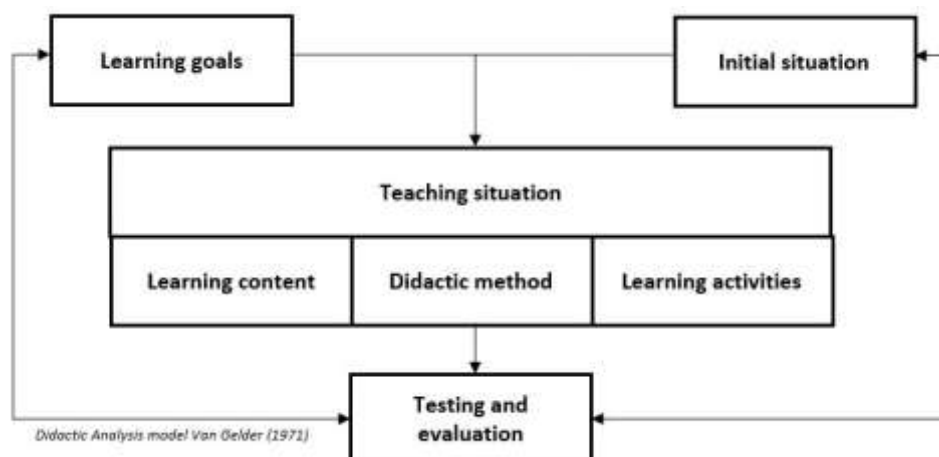 Learning goals
Initial situation
Teaching situation
Learning content
Didactic method
Learning activities
Testing and
evaluation
Didactic Analysis model Van Gelder (1971)